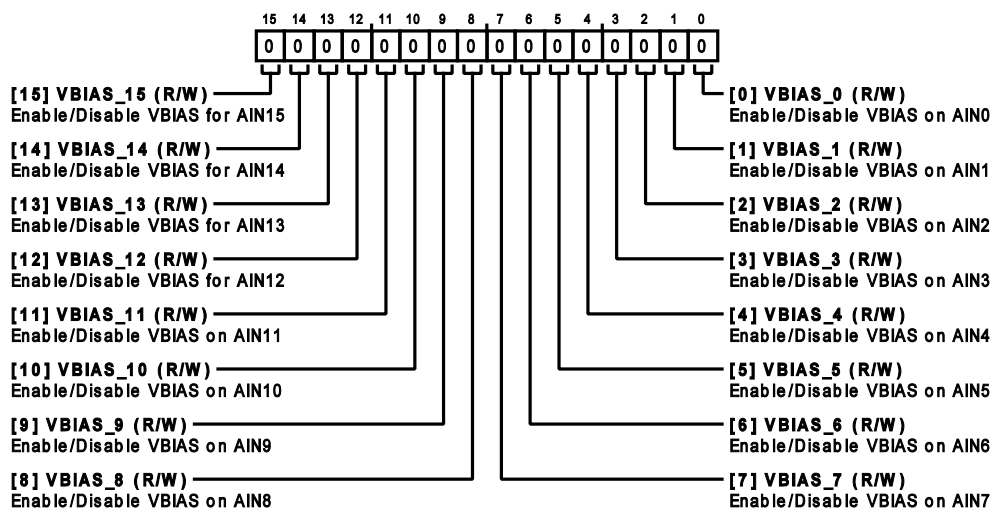 15 14 13 12 11 10 9 8 7 6 5 4 3 2 1 0
0 0 0 0 0 0 0 0 0 0 0 0 0 0 0 0
[15] VBIAS_15 (R/W)
Enable/Disable VBIAS for AIN15
[14] VBIAS_14 (R/W)
Enable/Disable VBIAS for AIN14
[13] VBIAS_13 (R/W)
Enable/Disable VBIAS for AIN13
[12] VBIAS_12 (R/W)
Enable/Disable VBIAS for AIN12
[11] VBIAS_11 (R/W)
Enable/Disable VBIAS on AIN11
[10] VBIAS_10 (R/W)
Enable/Disable VBIAS on AIN10
[9] VBIAS_9 (R/W)
Enable/Disable VBIAS on AIN9
[8] VBIAS_8 (R/W)
Enable/Disable VBIAS on AIN8
[0] VBIAS_0 (R/W)
Enable/Disable VBIAS on AIN0
[1] VBIAS_1 (R/W)
Enable/Disable VBIAS on AIN1
[2] VBIAS_2 (R/W)
Enable/Disable VBIAS on AIN2
[3] VBIAS_3 (R/W)
Enable/Disable VBIAS on AIN3
[4] VBIAS_4 (R/W)
Enable/Disable VBIAS on AIN4
[5] VBIAS_5 (R/W)
Enable/Disable VBIAS on AIN5
[6] VBIAS_6 (R/W)
Enable/Disable VBIAS on AIN6
[7] VBIAS_7 (R/W)
Enable/Disable VBIAS on AIN7